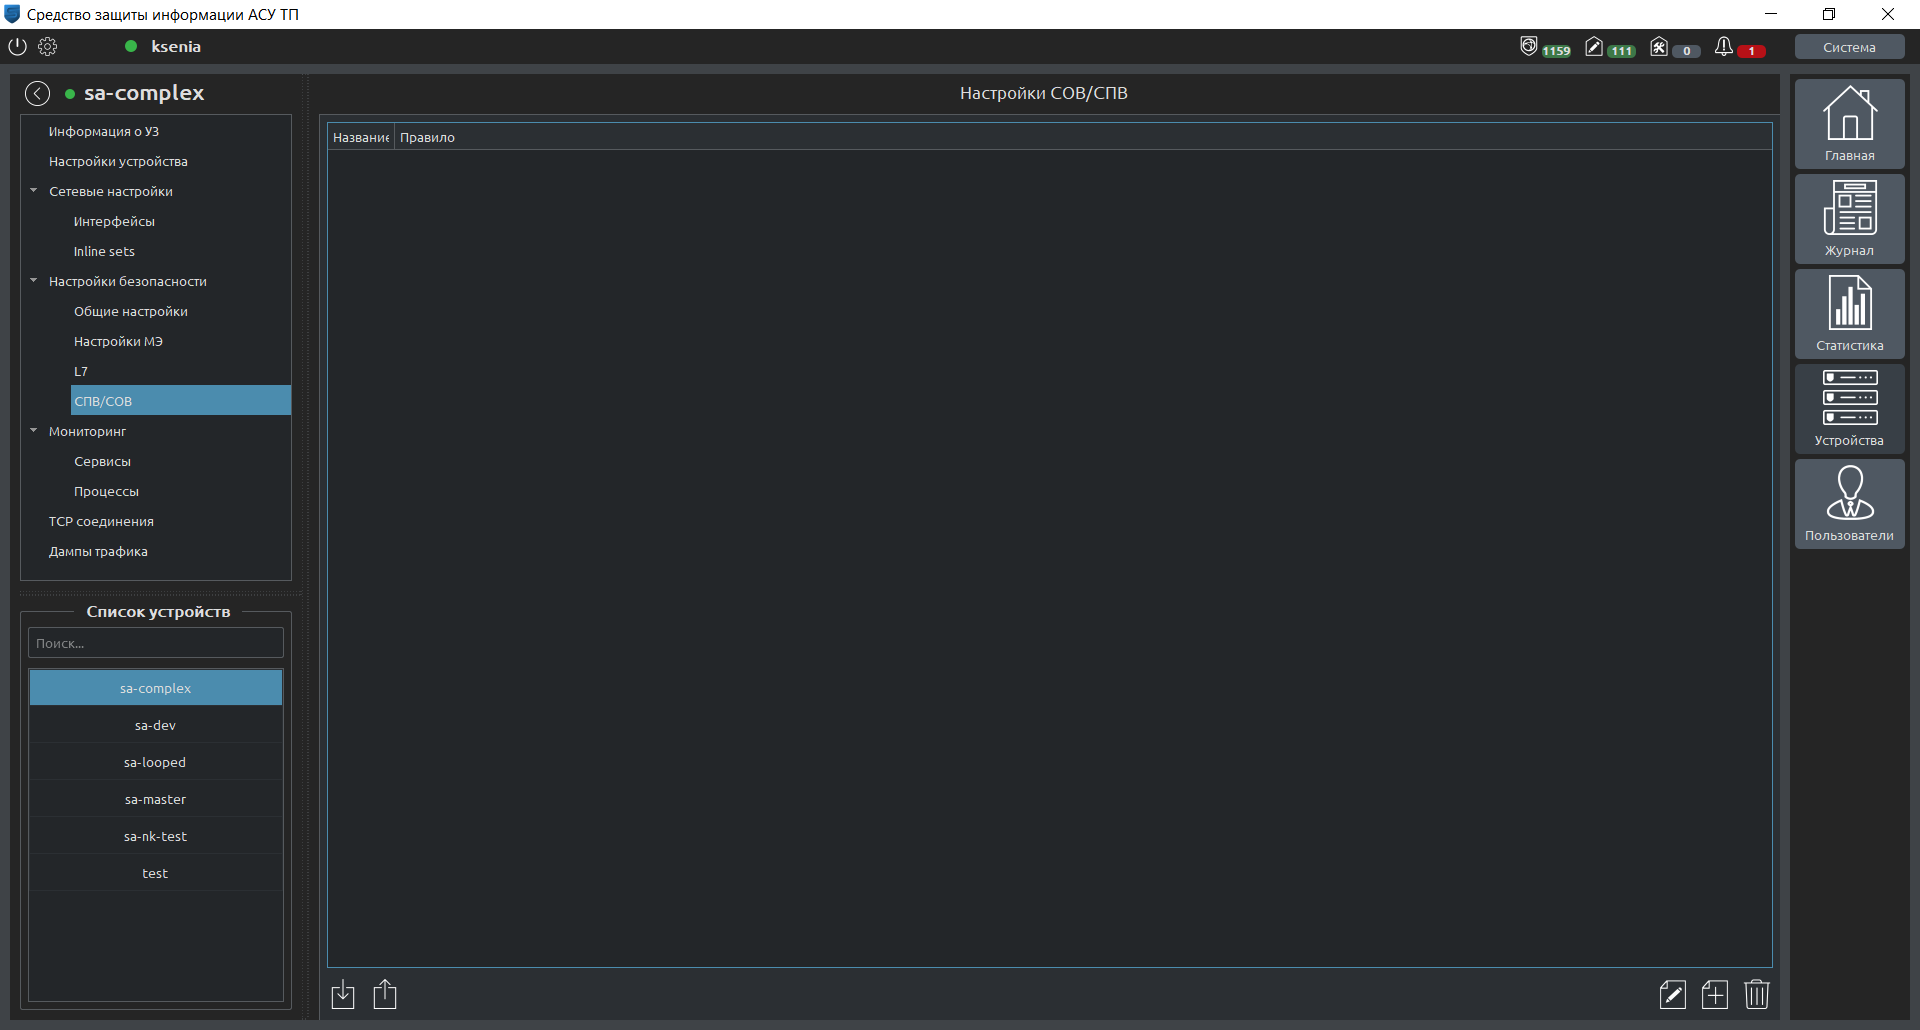 Средство защиты информации АСУ ТП
ksenia
1159
111
0
1
Система
sa-complex
Информация о УЗ
Настройки устройства
Сетевые настройки
Интерфейсы
Inline sets
Настройки безопасности
Общие настройки
Настройки МЭ
L7
СПВ/СОВ
Мониторинг
Сервисы
Процессы
TCP соединения
Дампы трафика
Список устройств
Поиск...
sa-complex
sa-dev
sa-looped
sa-master
sa-nk-test
test
Настройки СОВ/СПВ
Название Правило
Главная
Журнал
Статистика
Устройства
Пользователи